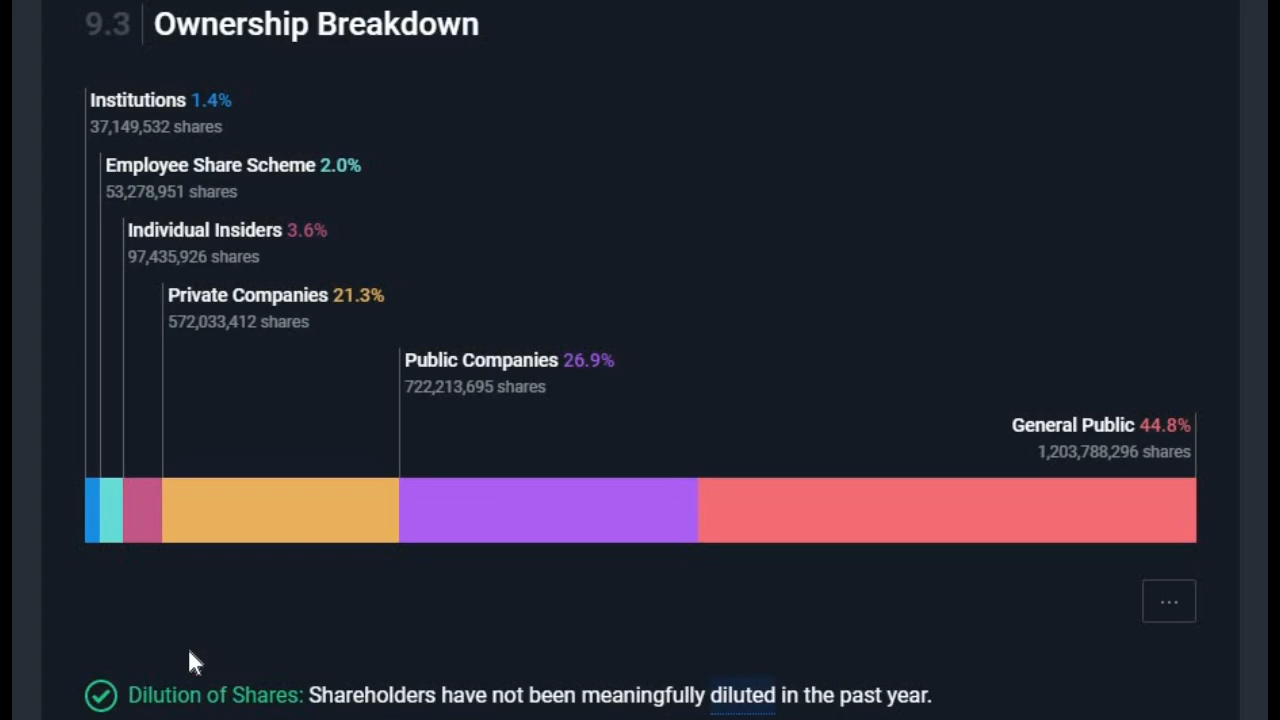 9.3 Ownership Breakdown
Institutions 1.4%
37,149,532 shares
Employee Share Scheme 2.0%
53,278,951 shares
Individual Insiders 3.6%
97,435,926 shares
Private Companies 21.3%
572,033,412 shares
Public Companies 26.9%
722,213,695 shares
General Public 44.8%
1,203,788,296 shares
...
Dilution of Shares: Shareholders have not been meaningfully diluted in the past year.